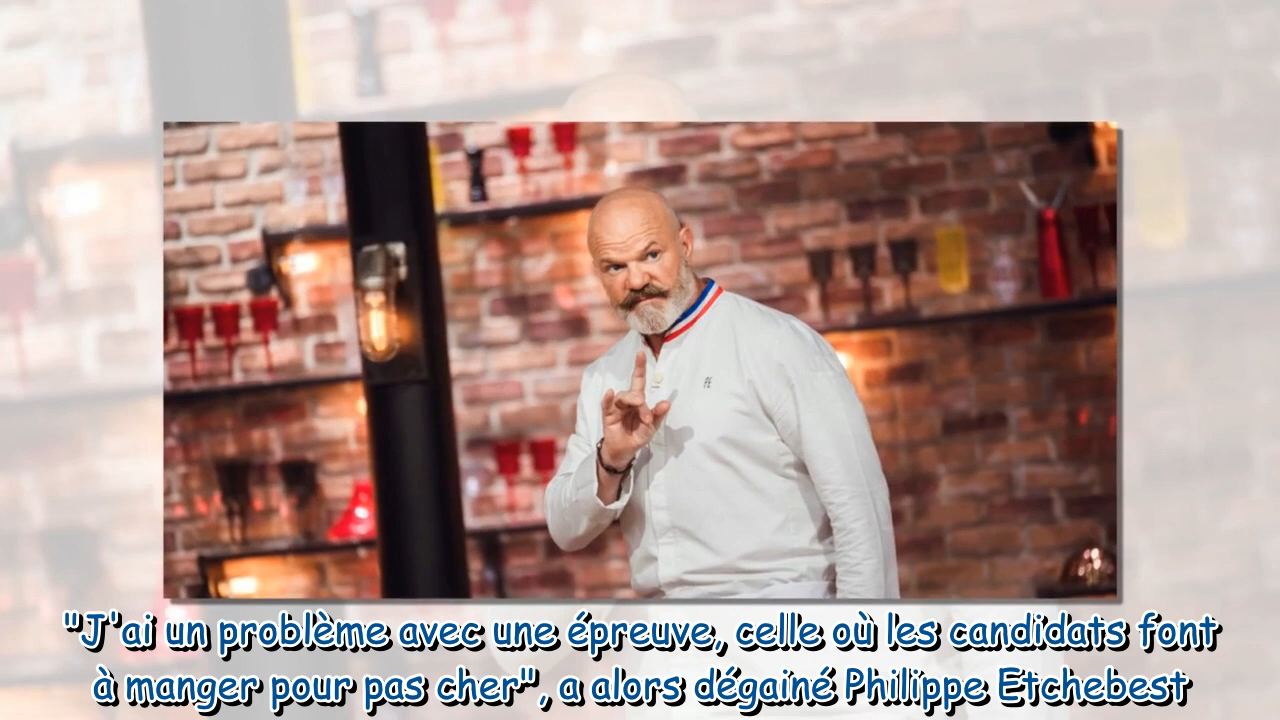 "J'ai un problème avec une épreuve, celle où les candidats font
à manger pour pas cher", a alors dégainé Philippe Etchebest